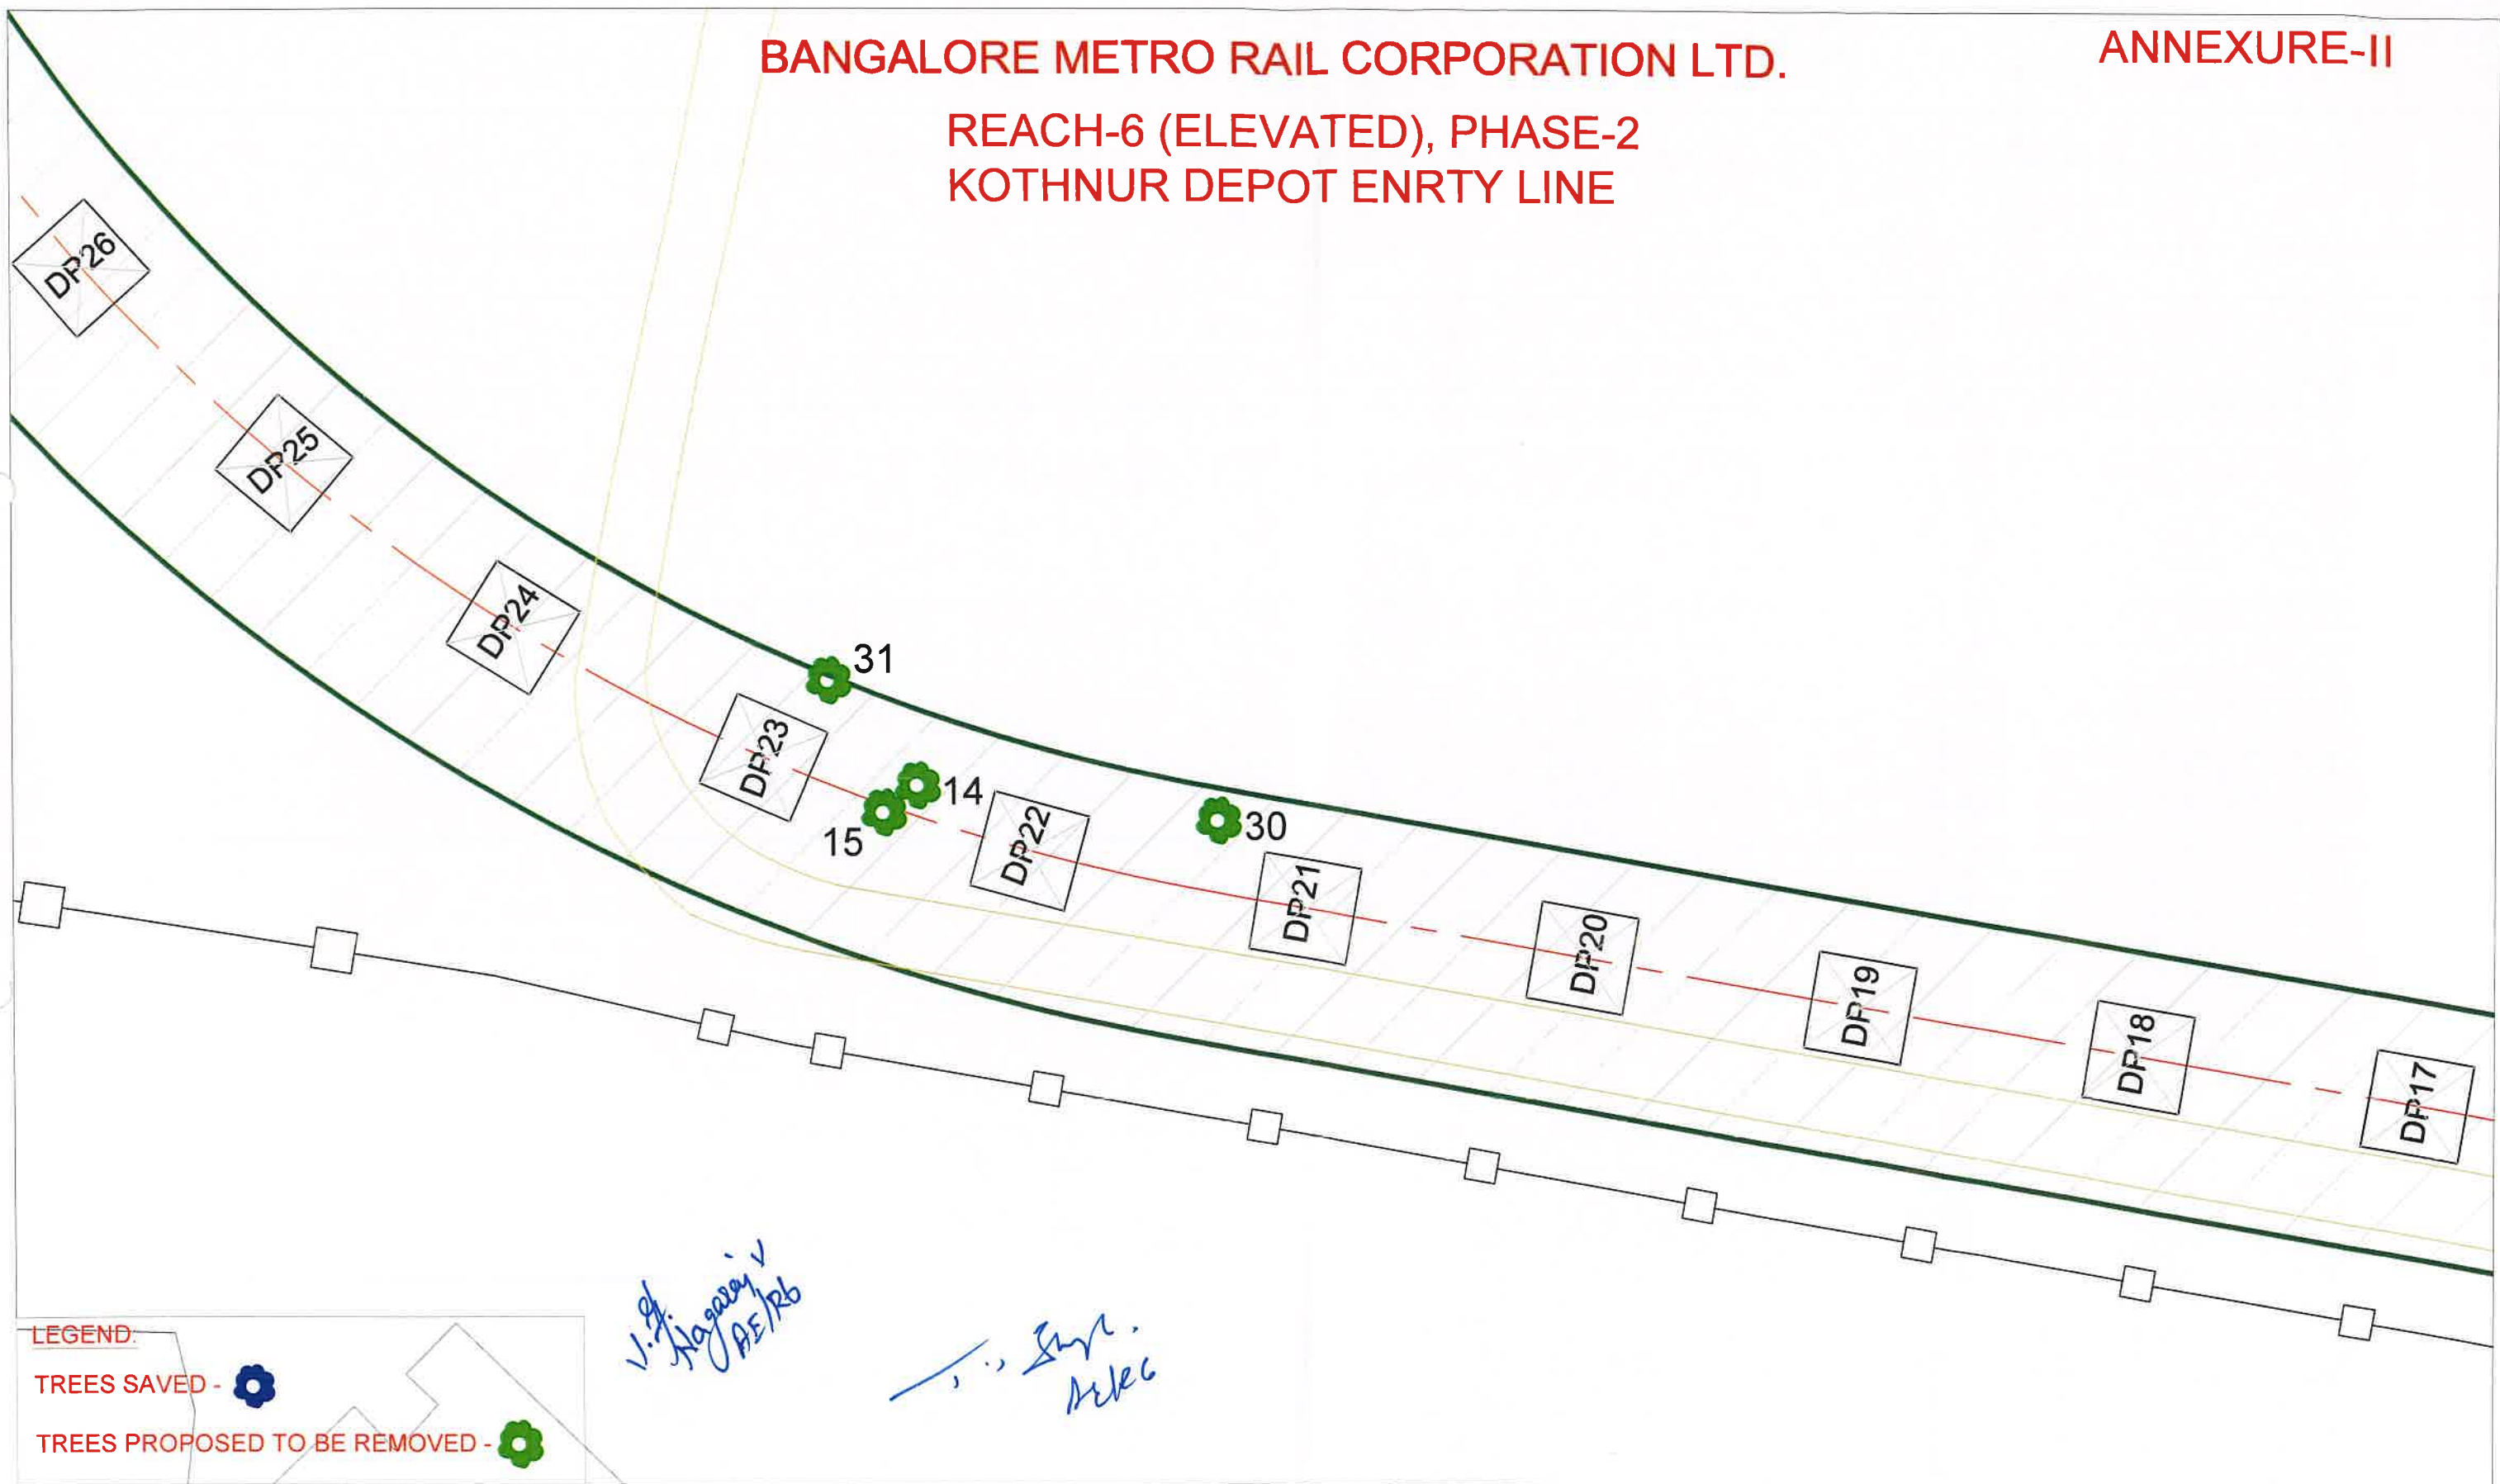 BANGALORE METRO RAIL CORPORATION LTD.
ANNEXURE-II
REACH-6 (ELEVATED), PHASE-2
KOTHNUR DEPOT ENRTY LINE
DP26
DP25
DP24
31
DP23
14
15
DP22
30
DP21
DP20
DP19
DP18
DP17
Nagaraj V
AE/R6
LEGEND:
TREES SAVED -
TREES PROPOSED TO BE REMOVED -